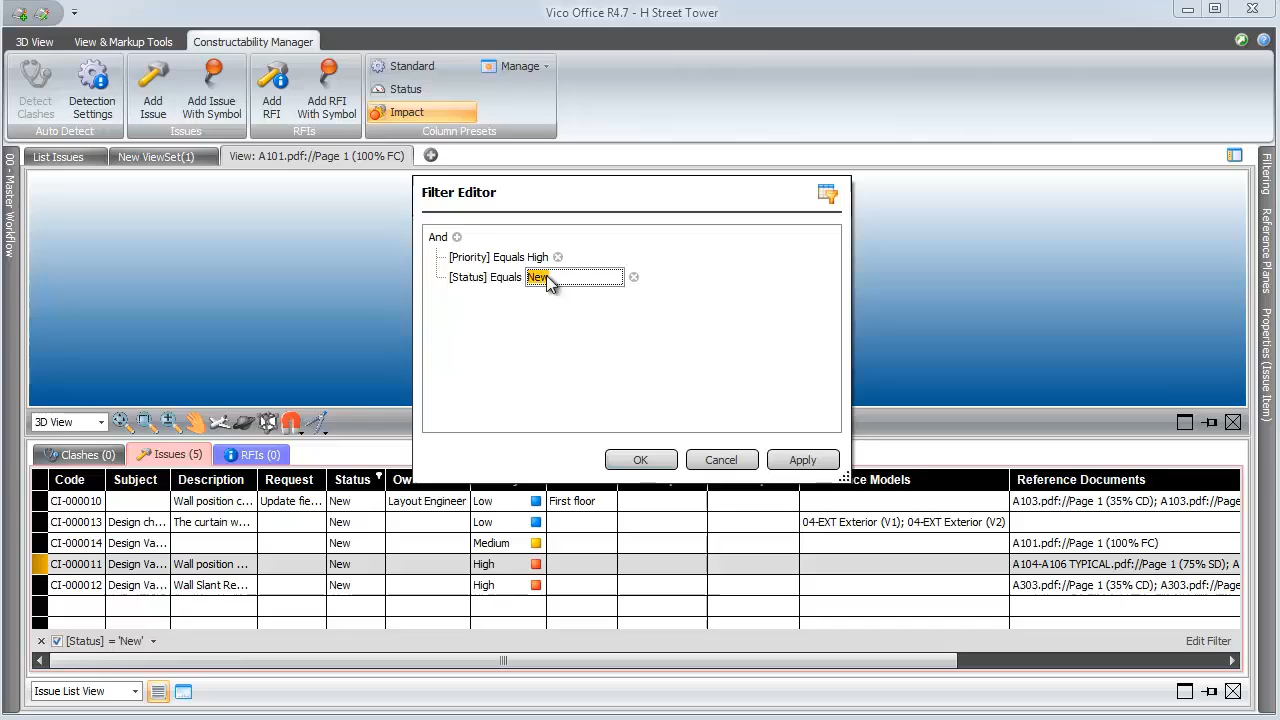 Vico Office R4.7 - H Street Tower
3D View
View & Markup Tools
Constructability Manager
Detect Clashes
Detection Settings
Auto Detect
Add Issue
Add Issue With Symbol
Issues
Add RFI
Add RFI With Symbol
RFIs
Standard
Status
Impact
Manage
Column Presets
List Issues
New ViewSet(1)
View: A101.pdf://Page 1 (100% FC)
00 - Master Workflow
Filtering
Reference Planes
Properties (Issue Item)
Filter Editor
And
[Priority] Equals High
[Status] Equals New
OK
Cancel
Apply
3D View
Clashes (0)
Issues (5)
RFIs (0)
Code Subject Description Request Status Ow Models Reference Documents
CI-000010 Wall position c... Update fie... New Layout Engineer Low First floor A103.pdf://Page 1 (35% CD); A103.pdf://Page
CI-000013 Design ch... The curtain w... New Low 04-EXT Exterior (V1); 04-EXT Exterior (V2)
CI-000014 Design Va... New Medium A101.pdf://Page 1 (100% FC)
CI-000011 Design Va... Wall position ... New High A104-A106 TYPICAL.pdf://Page 1 (75% SD); A
CI-000012 Design Va... Wall Slant Re... New High A303.pdf://Page 1 (35% CD); A303.pdf://Page
[Status] = 'New'
Edit Filter
Issue List View